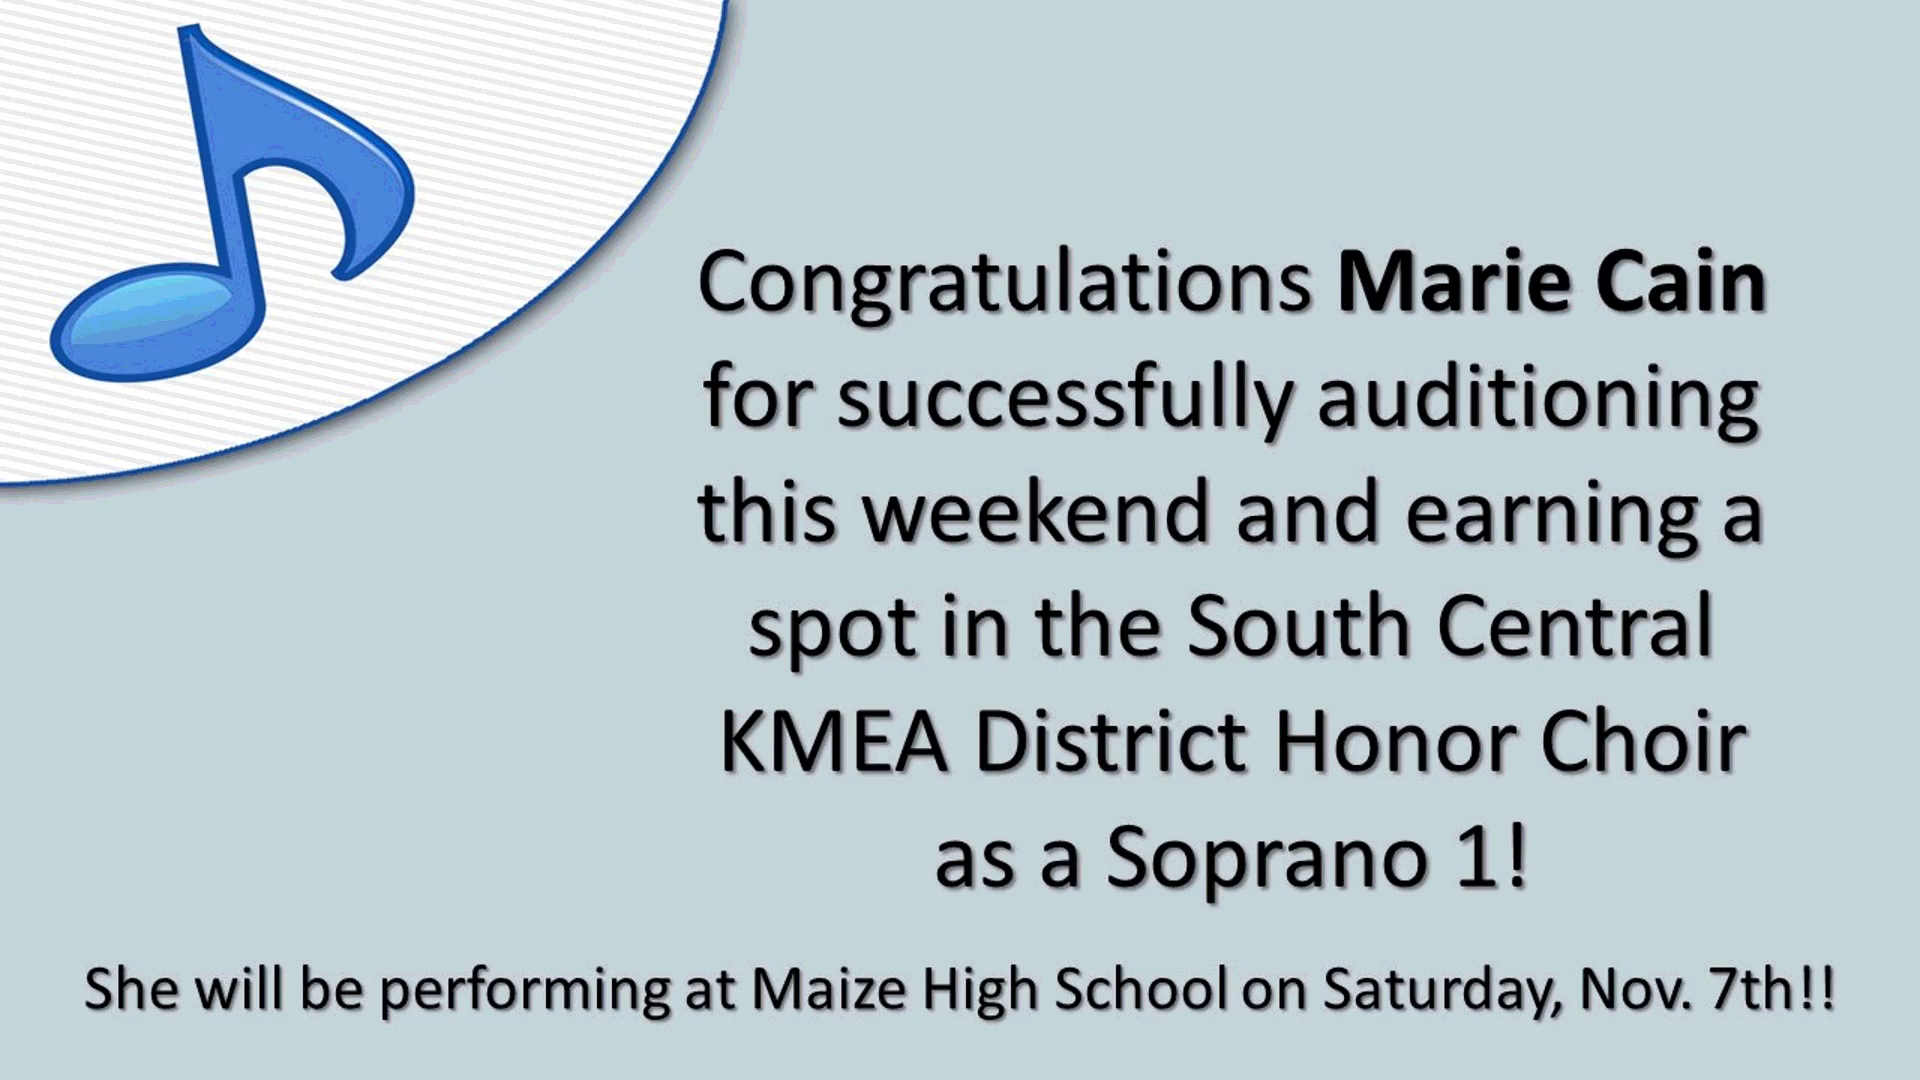 Congratulations Marie Cain
for successfully auditioning
this weekend and earning a
spot in the South Central
KMEA District Honor Choir
as a Soprano 1!
She will be performing at Maize High School on Saturday, Nov. 7th!!